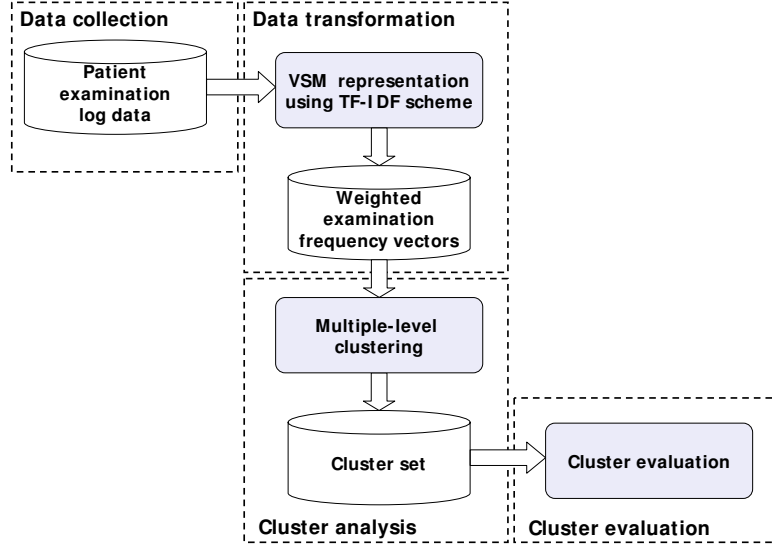 Data collection
Data transformation
Patient
examination
log data
VSM representation
using TF-IDF scheme
Weighted
examination
frequency vectors
Multiple-level
clustering
Cluster set
Cluster evaluation
Cluster analysis
Cluster evaluation